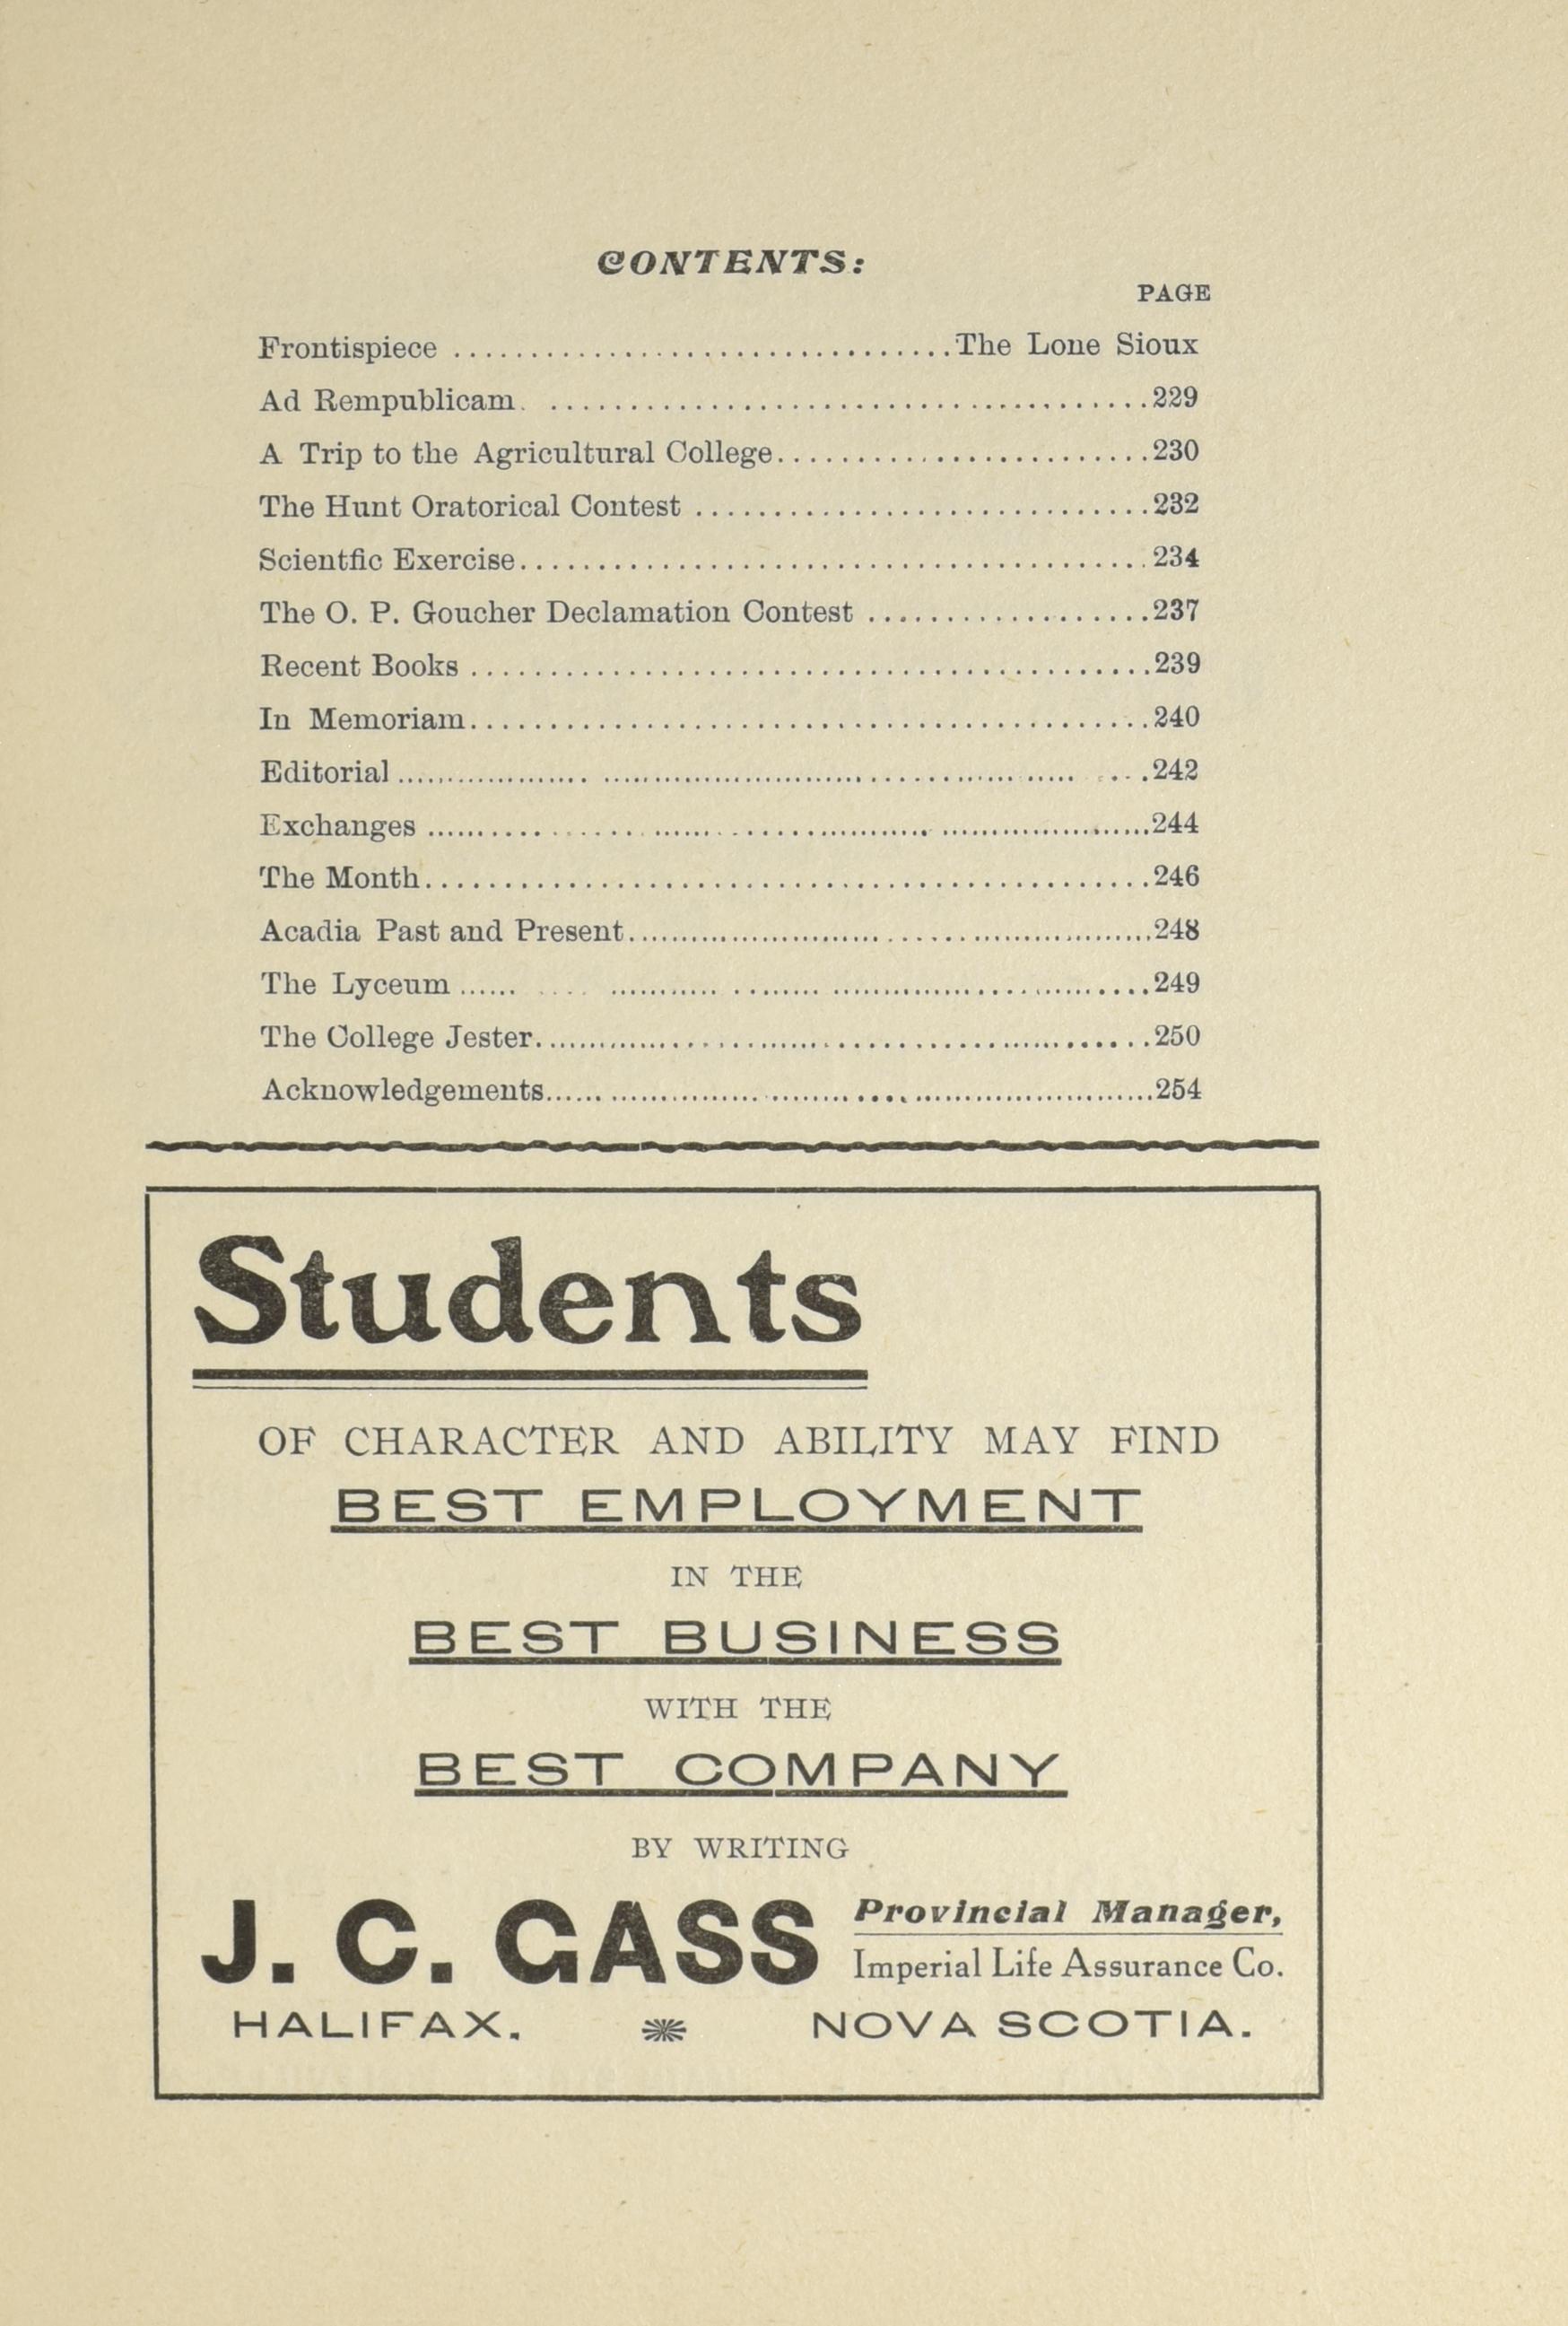 CONTENTS:
PAGE
Frontispiece ................................The Lone Sioux
Ad Rempublicam. .......................................229
A Trip to the Agricultural College........................230
The Hunt Oratorical Contest .............................232
Scientfic Exercise........................................234
The O. P. Goucher Declamation Contest ..................237
Recent Books ............................................239
In Memoriam............................................240
Editorial ............................................242
Exchanges ............................................244
The Month...............................................246
Acadia Past and Present............................................248
The Lyceum ............................................249
The College Jester............................................250
Acknowledgements............................................254
Students
OF CHARACTER AND ABILITY MAY FIND
BEST EMPLOYMENT
IN THE
BEST BUSINESS
WITH THE
BEST COMPANY
BY WRITING
J. C. GASS Provincial Manager,
Imperial Life Assurance Co.
HALIFAX. NOVA SCOTIA.